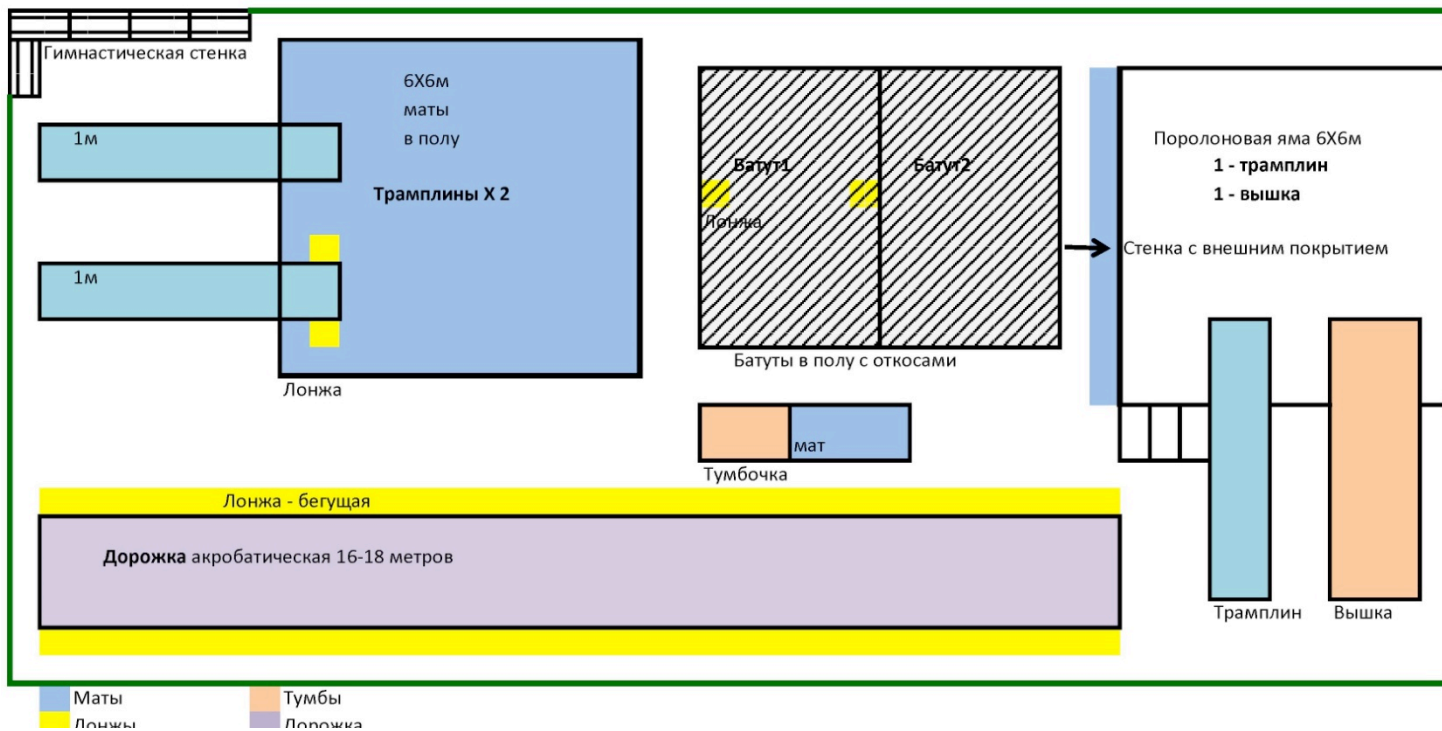 Гимнастическая стенка
6Х6м
маты
в полу
1м
Трамплины Х 2
1м
Лонжа
Батут1
Батут2
Лонжа
Батуты в полу с откосами
Поролоновая яма 6Х6м
1 - трамплин
1 - вышка
Стенка с внешним покрытием
мат
Тумбочка
Лонжа - бегущая
Дорожка акробатическая 16-18 метров
Трамплин
Вышка
Маты
Тумбы
Лонжы
Дорожка